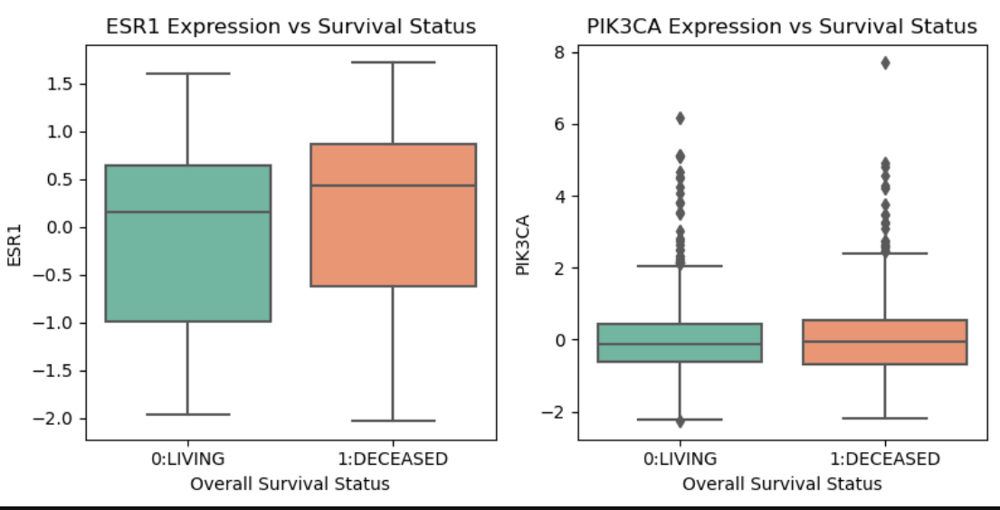 ESR1 Expression vs Survival Status
1.5
1.0
0.5
0.0
−0.5
−1.0
−1.5
−2.0
ESR1
0:LIVING
1:DECEASED
Overall Survival Status
PIK3CA Expression vs Survival Status
8
6
4
2
0
−2
PIK3CA
0:LIVING
1:DECEASED
Overall Survival Status